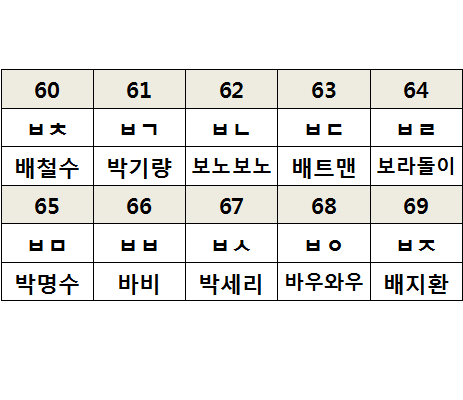 60 61 62 63 64
ㅂㅊ ㅂㄱ ㅂㄴ ㅂㄷ ㅂㄹ
배철수 박기량 보노보노 배트맨 보라돌이
65 66 67 68 69
ㅂㅁ ㅂㅂ ㅂㅅ ㅂㅇ ㅂㅈ
박명수 바비 박세리 바우와우 배지환